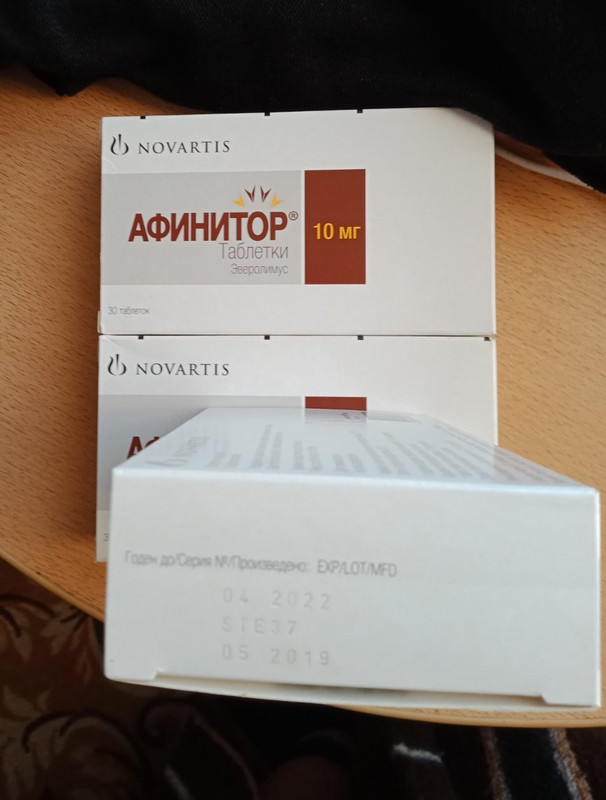 NOVARTIS
АФИНИТОР® 10 мг
Таблетки
Эверолимус
30 таблеток
NOVARTIS
Годен до/Серия №/Произведено: EXP/LOT/MFD
04 2022
STE37
05 2019